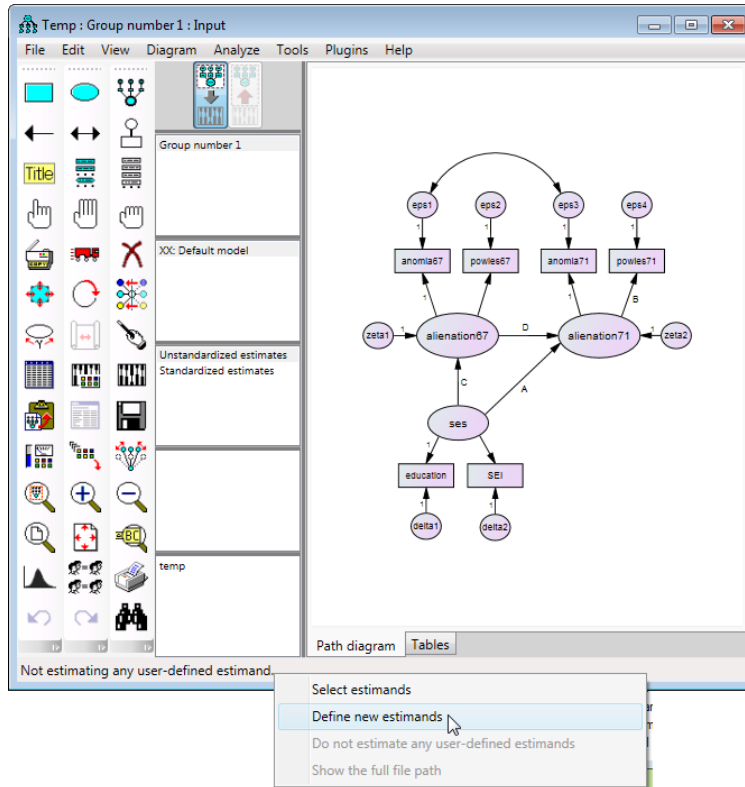 Temp : Group number 1 : Input
File Edit View Diagram Analyze Tools Plugins Help
Title
Group number 1
XX: Default model
Unstandardized estimates
Standardized estimates
temp
eps1 eps2 eps3 eps4
1 1 1 1
anomia67 powles67 anomia71 powles71
1 1 B
zeta1 1 alienation67 D alienation71 1 zeta2
C A
ses
1 1
education SEI
1 1
delta1 delta2
Path diagram Tables
Not estimating any user-defined estimand.
Select estimands
Define new estimands
Do not estimate any user-defined estimands
Show the full file path